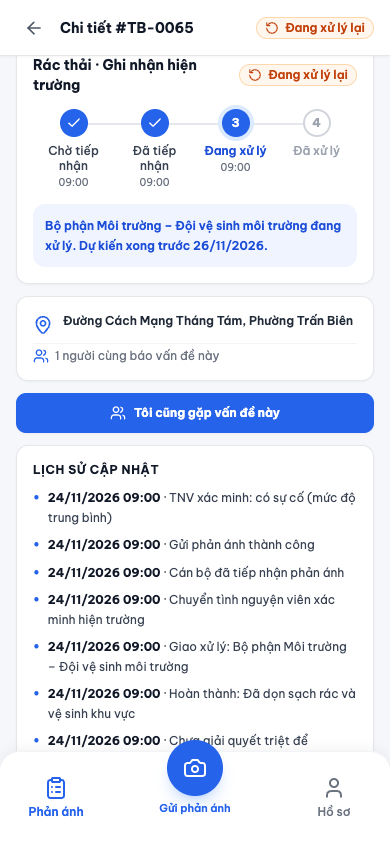 Chi tiết #TB-0065
Đang xử lý lại
Rác thải · Ghi nhận hiện
trường
Đang xử lý lại
3
4
Chờ tiếp
nhận
09:00
Đã tiếp
nhận
09:00
Đang xử lý
09:00
Đã xử lý
Bộ phận Môi trường – Đội vệ sinh môi trường đang
xử lý. Dự kiến xong trước 26/11/2026.
Đường Cách Mạng Tháng Tám, Phường Trấn Biên
1 người cùng báo vấn đề này
Tôi cũng gặp vấn đề này
LỊCH SỬ CẬP NHẬT
24/11/2026 09:00 · TNV xác minh: có sự cố (mức độ
trung bình)
24/11/2026 09:00 · Gửi phản ánh thành công
24/11/2026 09:00 · Cán bộ đã tiếp nhận phản ánh
24/11/2026 09:00 · Chuyển tình nguyện viên xác
minh hiện trường
24/11/2026 09:00 · Giao xử lý: Bộ phận Môi trường
– Đội vệ sinh môi trường
24/11/2026 09:00 · Hoàn thành: Đã dọn sạch rác và
vệ sinh khu vực
24/11/2026 09:00 · Chưa giải quyết triệt để
Phản ánh
Gửi phản ánh
Hồ sơ